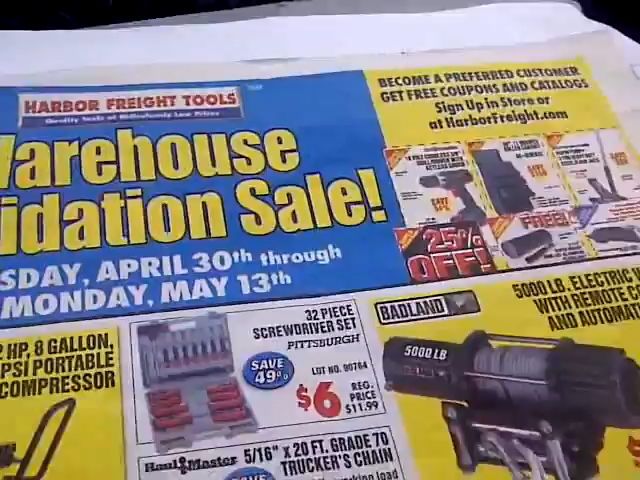 HARBOR FREIGHT TOOLS
Quality Tools at Ridiculously Low Prices
arehouse
idation Sale!
SDAY, APRIL 30th through
MONDAY, MAY 13th
BECOME A PREFERRED CUSTOMER
GET FREE COUPONS AND CATALOGS
Sign Up in Store or
at HarborFreight.com
25%
OFF!
FREE!
HP, 8 GALLON,
PSI PORTABLE
COMPRESSOR
32 PIECE
SCREWDRIVER SET
PITTSBURGH
LOT NO. 90764
SAVE
49%
$6
REG.
PRICE
$11.99
Haul Master
5/16" x 20 FT. GRADE 70
TRUCKER'S CHAIN
working load
BADLAND
5000 LB. ELECTRIC
WITH REMOTE
AND AUTOMA
5000 LB